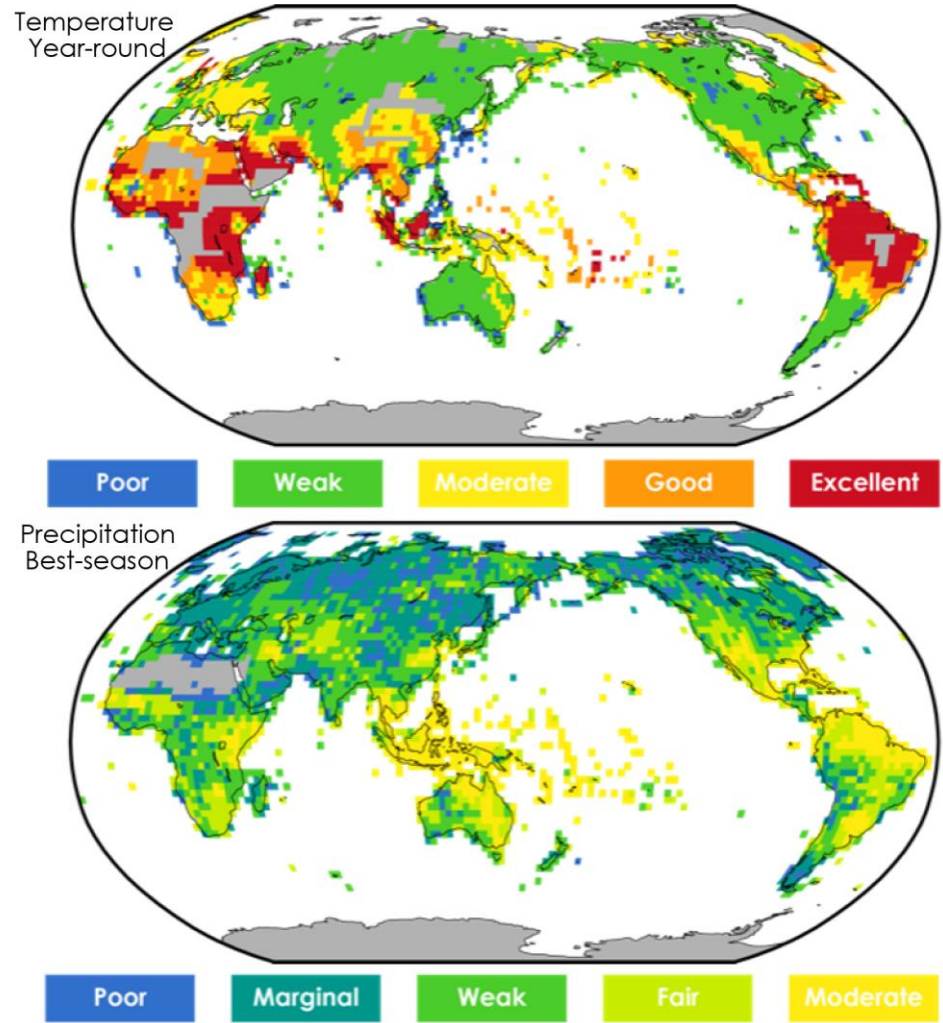 Temperature
Year-round
Poor Weak Moderate Good Excellent
Precipitation
Best-season
Poor Marginal Weak Fair Moderate